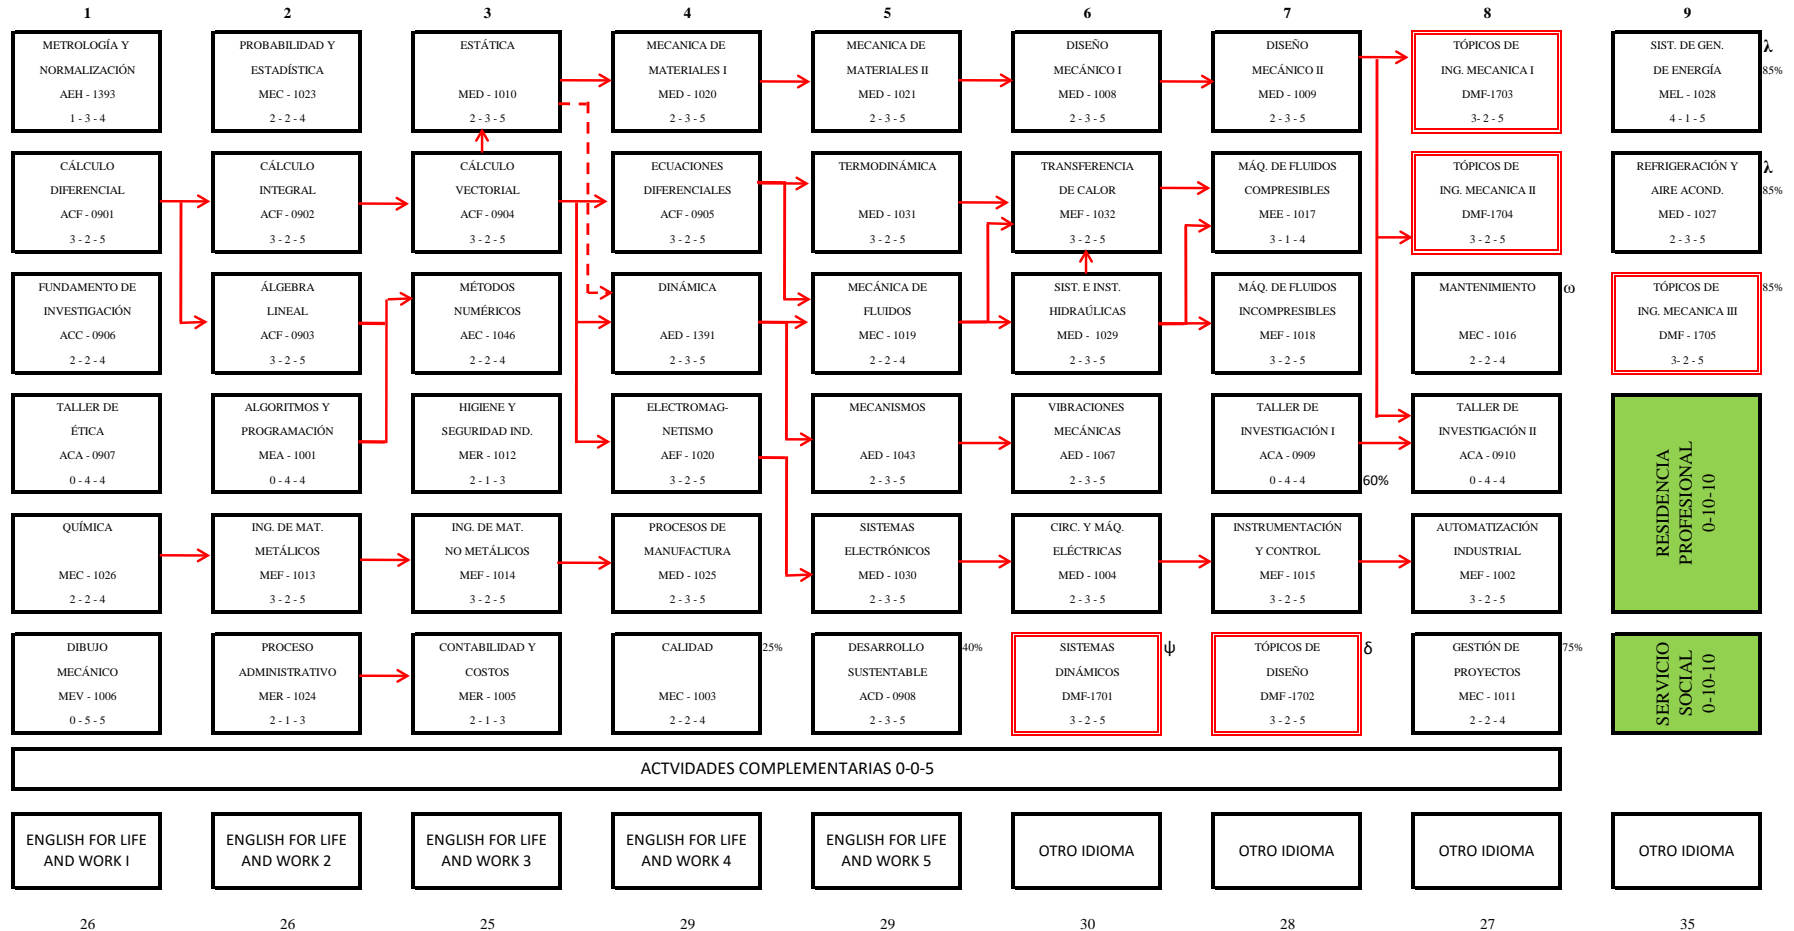 1 2 3 4 5 6 7 8 9
METROLOGÍA Y
NORMALIZACIÓN
AEH - 1393
1 - 3 - 4
PROBABILIDAD Y
ESTADÍSTICA
MEC - 1023
2 - 2 - 4
ESTÁTICA
MED - 1010
2 - 3 - 5
MECANICA DE
MATERIALES I
MED - 1020
2 - 3 - 5
MECANICA DE
MATERIALES II
MED - 1021
2 - 3 - 5
DISEÑO
MECÁNICO I
MED - 1008
2 - 3 - 5
DISEÑO
MECÁNICO II
MED - 1009
2 - 3 - 5
TÓPICOS DE
ING. MECANICA I
DMF-1703
3- 2 - 5
SIST. DE GEN.
DE ENERGÍA
MEL - 1028
4 - 1 - 5
λ
85%
CÁLCULO
DIFERENCIAL
ACF - 0901
3 - 2 - 5
CÁLCULO
INTEGRAL
ACF - 0902
3 - 2 - 5
CÁLCULO
VECTORIAL
ACF - 0904
3 - 2 - 5
ECUACIONES
DIFERENCIALES
ACF - 0905
3 - 2 - 5
TERMODINÁMICA
MED - 1031
3 - 2 - 5
TRANSFERENCIA
DE CALOR
MEF - 1032
3 - 2 - 5
MÁQ. DE FLUIDOS
COMPRESIBLES
MEE - 1017
3 - 1 - 4
TÓPICOS DE
ING. MECANICA II
DMF-1704
3 - 2 - 5
REFRIGERACIÓN Y
AIRE ACOND.
MED - 1027
2 - 3 - 5
λ
85%
FUNDAMENTO DE
INVESTIGACIÓN
ACC - 0906
2 - 2 - 4
ÁLGEBRA
LINEAL
ACF - 0903
3 - 2 - 5
MÉTODOS
NUMÉRICOS
AEC - 1046
2 - 2 - 4
DINÁMICA
AED - 1391
2 - 3 - 5
MECÁNICA DE
FLUIDOS
MEC - 1019
2 - 2 - 4
SIST. E INST.
HIDRAÚLICAS
MED - 1029
2 - 3 - 5
MÁQ. DE FLUIDOS
INCOMPRESIBLES
MEF - 1018
3 - 2 - 5
MANTENIMIENTO
MEC - 1016
2 - 2 - 4
ω
TÓPICOS DE
ING. MECANICA III
DMF - 1705
3- 2 - 5
85%
TALLER DE
ÉTICA
ACA - 0907
0 - 4 - 4
ALGORITMOS Y
PROGRAMACIÓN
MEA - 1001
0 - 4 - 4
HIGIENE Y
SEGURIDAD IND.
MER - 1012
2 - 1 - 3
ELECTROMAG-
NETISMO
AEF - 1020
3 - 2 - 5
MECANISMOS
AED - 1043
2 - 3 - 5
VIBRACIONES
MECÁNICAS
AED - 1067
2 - 3 - 5
TALLER DE
INVESTIGACIÓN I
ACA - 0909
0 - 4 - 4
60%
TALLER DE
INVESTIGACIÓN II
ACA - 0910
0 - 4 - 4
RESIDENCIA
PROFESIONAL
0-10-10
QUÍMICA
MEC - 1026
2 - 2 - 4
ING. DE MAT.
METÁLICOS
MEF - 1013
3 - 2 - 5
ING. DE MAT.
NO METÁLICOS
MEF - 1014
3 - 2 - 5
PROCESOS DE
MANUFACTURA
MED - 1025
2 - 3 - 5
SISTEMAS
ELECTRÓNICOS
MED - 1030
2 - 3 - 5
CIRC. Y MÁQ.
ELÉCTRICAS
MED - 1004
2 - 3 - 5
INSTRUMENTACIÓN
Y CONTROL
MEF - 1015
3 - 2 - 5
AUTOMATIZACIÓN
INDUSTRIAL
MEF - 1002
3 - 2 - 5
DIBUJO
MECÁNICO
MEV - 1006
0 - 5 - 5
PROCESO
ADMINISTRATIVO
MER - 1024
2 - 1 - 3
CONTABILIDAD Y
COSTOS
MER - 1005
2 - 1 - 3
CALIDAD
MEC - 1003
2 - 2 - 4
25%
DESARROLLO
SUSTENTABLE
ACD - 0908
2 - 3 - 5
40%
SISTEMAS
DINÁMICOS
DMF-1701
3 - 2 - 5
ψ
TÓPICOS DE
DISEÑO
DMF -1702
3 - 2 - 5
δ
GESTIÓN DE
PROYECTOS
MEC - 1011
2 - 2 - 4
75%
SERVICIO
SOCIAL
0-10-10
ACTVIDADES COMPLEMENTARIAS 0-0-5
ENGLISH FOR LIFE
AND WORK I
ENGLISH FOR LIFE
AND WORK 2
ENGLISH FOR LIFE
AND WORK 3
ENGLISH FOR LIFE
AND WORK 4
ENGLISH FOR LIFE
AND WORK 5
OTRO IDIOMA
OTRO IDIOMA
OTRO IDIOMA
OTRO IDIOMA
26 26 25 29 29 30 28 27 35